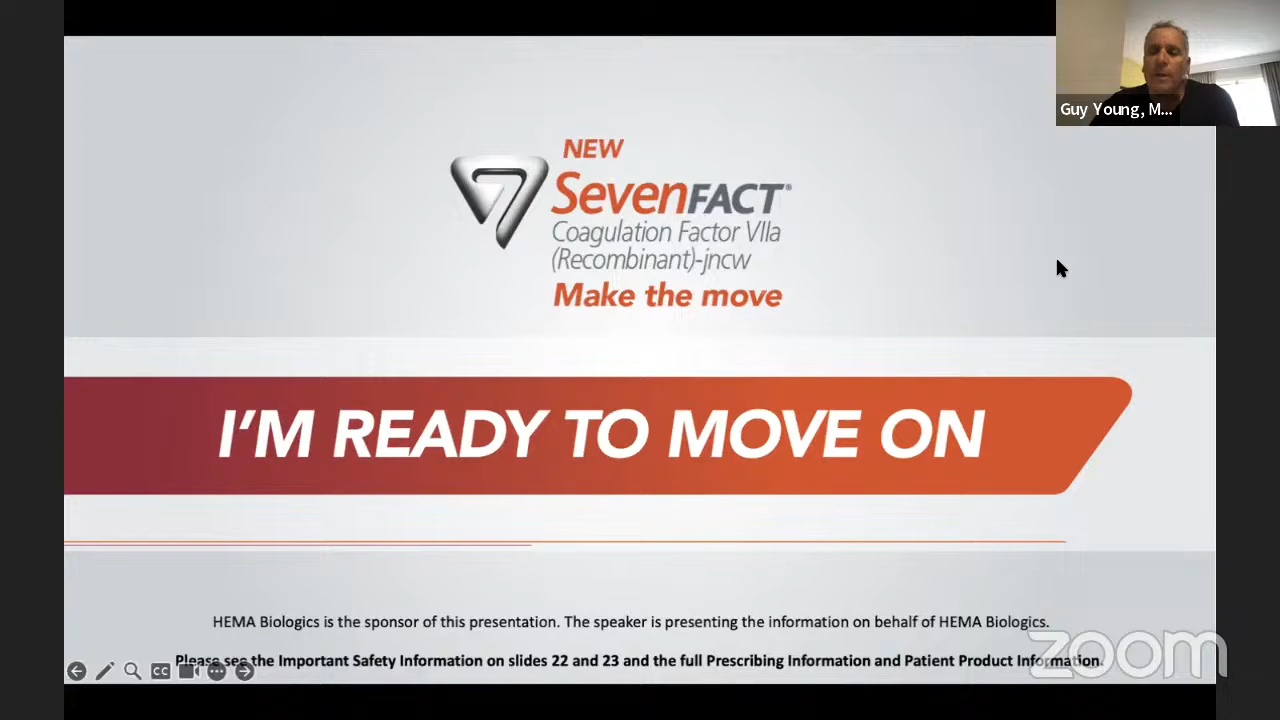 NEW
SevenFACT®
Coagulation Factor VIIa
(Recombinant)-jncw
Make the move
Guy Young, M...
I'M READY TO MOVE ON
HEMA Biologics is the sponsor of this presentation. The speaker is presenting the information on behalf of HEMA Biologics.
Please see the Important Safety Information on slides 22 and 23 and the full Prescribing Information and Patient Product Information.
CC
zoom